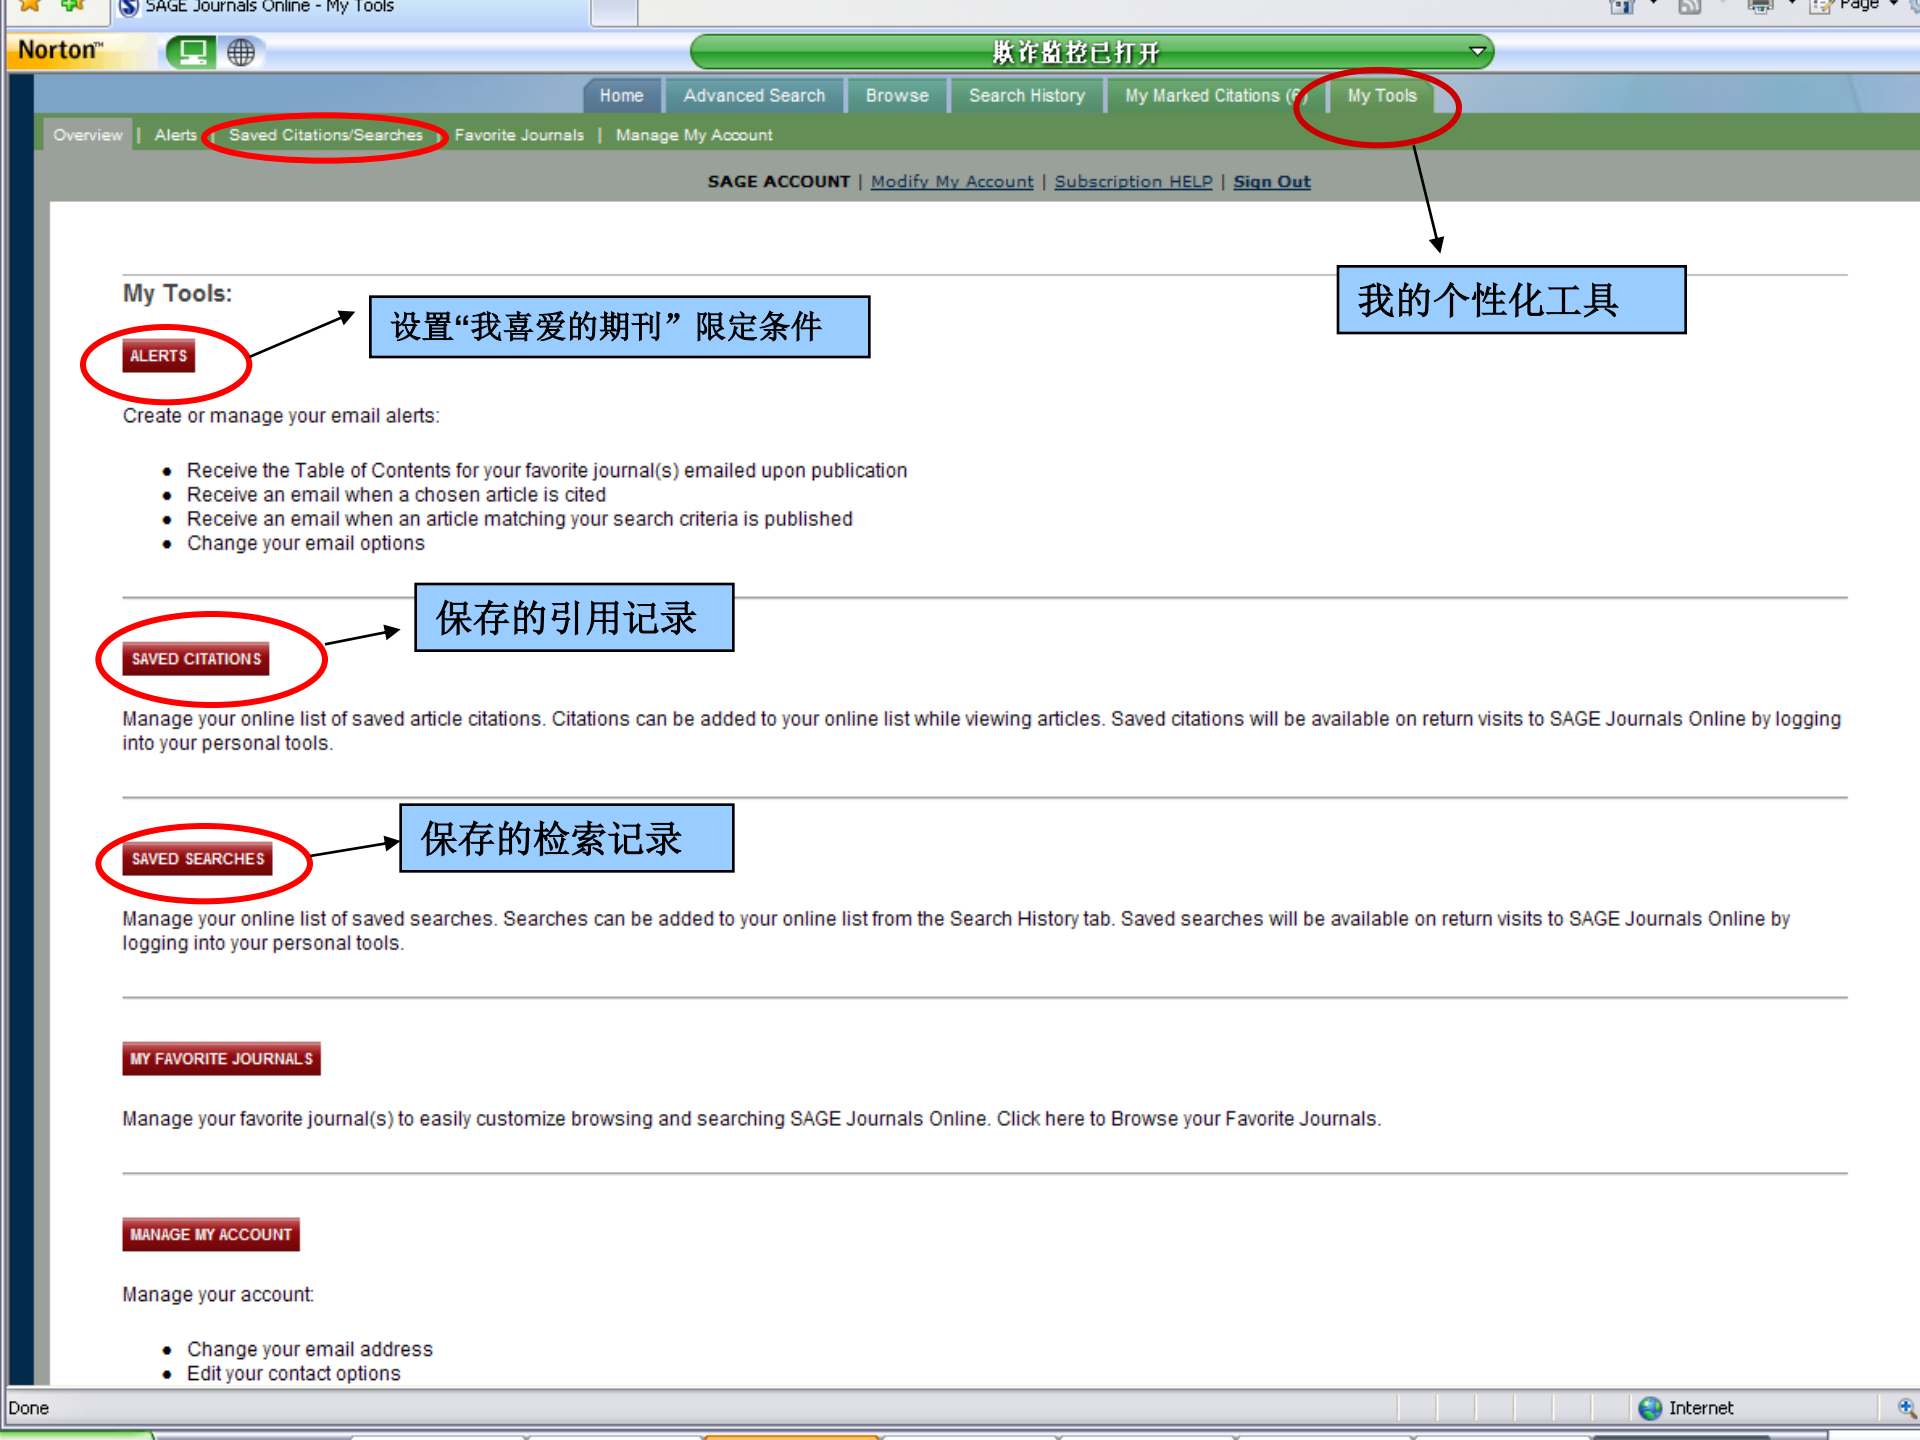 SAGE Journals Online - My Tools
Page
Norton™
欺诈监控已打开
Home Advanced Search Browse Search History My Marked Citations (6) My Tools
Overview | Alerts | Saved Citations/Searches | Favorite Journals | Manage My Account
SAGE ACCOUNT | Modify My Account | Subscription HELP | Sign Out
我的个性化工具
My Tools:
设置“我喜爱的期刊”限定条件
ALERTS
Create or manage your email alerts:
● Receive the Table of Contents for your favorite journal(s) emailed upon publication
● Receive an email when a chosen article is cited
● Receive an email when an article matching your search criteria is published
● Change your email options
保存的引用记录
SAVED CITATIONS
Manage your online list of saved article citations. Citations can be added to your online list while viewing articles. Saved citations will be available on return visits to SAGE Journals Online by logging
into your personal tools.
保存的检索记录
SAVED SEARCHES
Manage your online list of saved searches. Searches can be added to your online list from the Search History tab. Saved searches will be available on return visits to SAGE Journals Online by
logging into your personal tools.
MY FAVORITE JOURNALS
Manage your favorite journal(s) to easily customize browsing and searching SAGE Journals Online. Click here to Browse your Favorite Journals.
MANAGE MY ACCOUNT
Manage your account:
● Change your email address
● Edit your contact options
Done
Internet